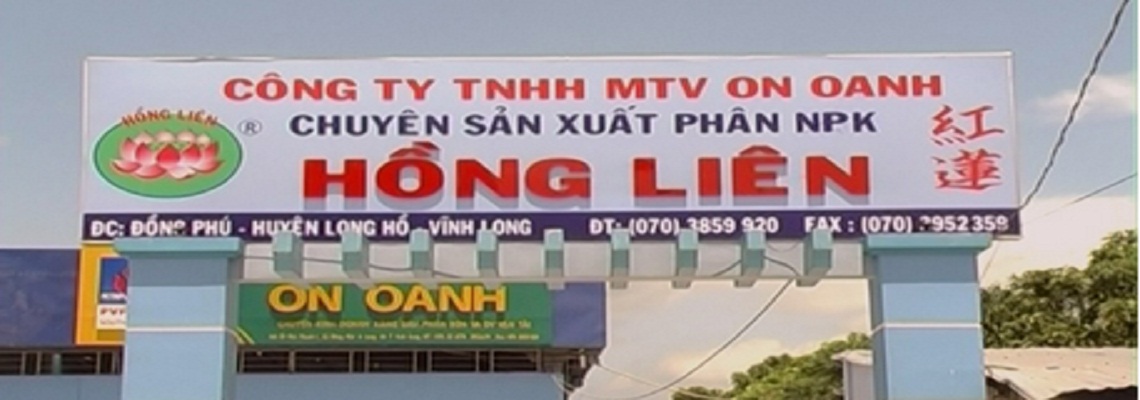 CÔNG TY TNHH MTV ON OANH
HỒNG LIÊN ®
CHUYÊN SẢN XUẤT PHÂN NPK
HỒNG LIÊN
紅蓮
ĐC: ĐỒNG PHÚ - HUYỆN LONG HỒ - VĨNH LONG ĐT: (070) 3859 920 FAX : (070) 3952359
ON OANH